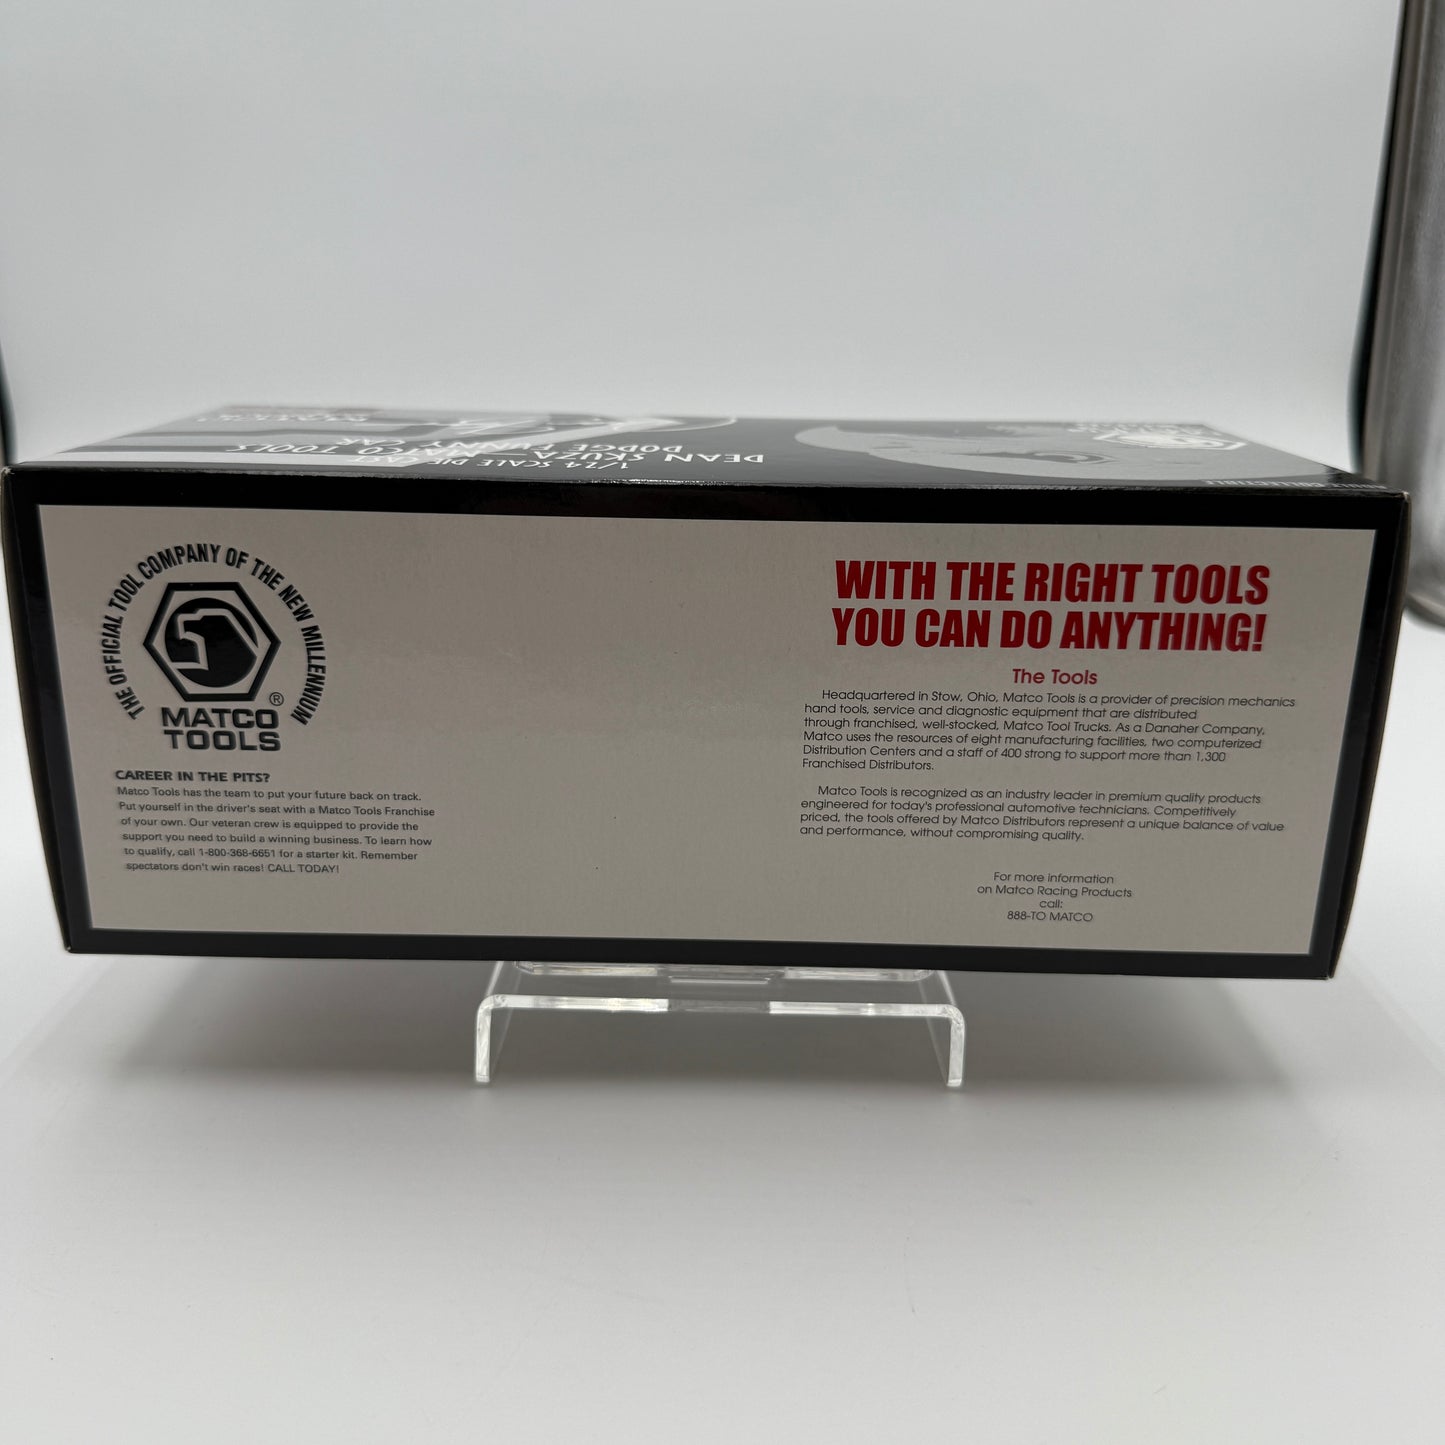 DEAN SKUZA - MATCO TOOLS
DODGE FUNNY CAR
1/24 SCALE DIE CAST
THE OFFICIAL TOOL COMPANY OF THE NEW MILLENNIUM
MATCO®
TOOLS
CAREER IN THE PITS?
Matco Tools has the team to put your future back on track.
Put yourself in the driver's seat with a Matco Tools Franchise
of your own. Our veteran crew is equipped to provide the
support you need to build a winning business. To learn how
to qualify, call 1-800-368-6651 for a starter kit. Remember
spectators don't win races! CALL TODAY!
WITH THE RIGHT TOOLS
YOU CAN DO ANYTHING!
The Tools
Headquartered in Stow, Ohio, Matco Tools is a provider of precision mechanics
hand tools, service and diagnostic equipment that are distributed
through franchised, well-stocked, Matco Tool Trucks. As a Danaher Company,
Matco uses the resources of eight manufacturing facilities, two computerized
Distribution Centers and a staff of 400 strong to support more than 1,300
Franchised Distributors.
Matco Tools is recognized as an industry leader in premium quality products
engineered for today's professional automotive technicians. Competitively
priced, the tools offered by Matco Distributors represent a unique balance of value
and performance, without compromising quality.
For more information
on Matco Racing Products
call:
888-TO MATCO